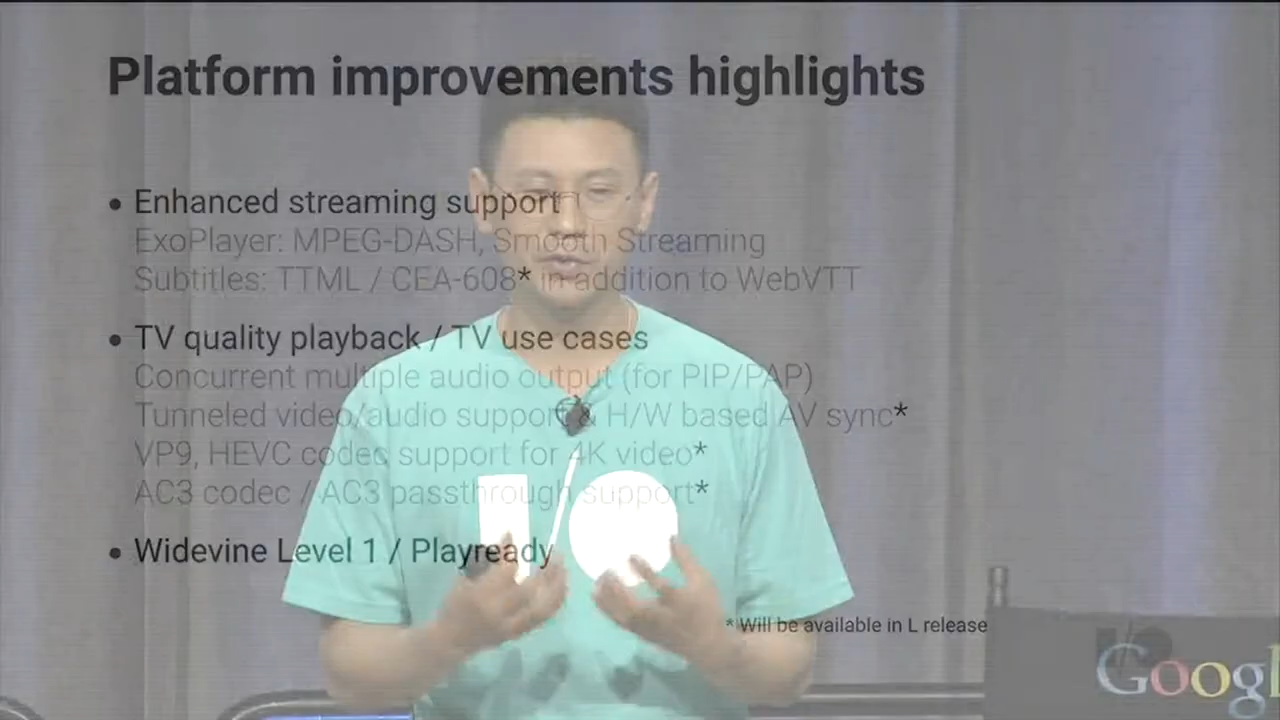 Platform improvements highlights
• Enhanced streaming support
ExoPlayer: MPEG-DASH, Smooth Streaming
Subtitles: TTML / CEA-608* in addition to WebVTT
• TV quality playback / TV use cases
Concurrent multiple audio output (for PIP/PAP)
Tunneled video/audio support & H/W based AV sync*
VP9, HEVC codec support for 4K video*
AC3 codec / AC3 passthrough support*
• Widevine Level 1 / Playready
* Will be available in L release
I/O
I/O
Googl